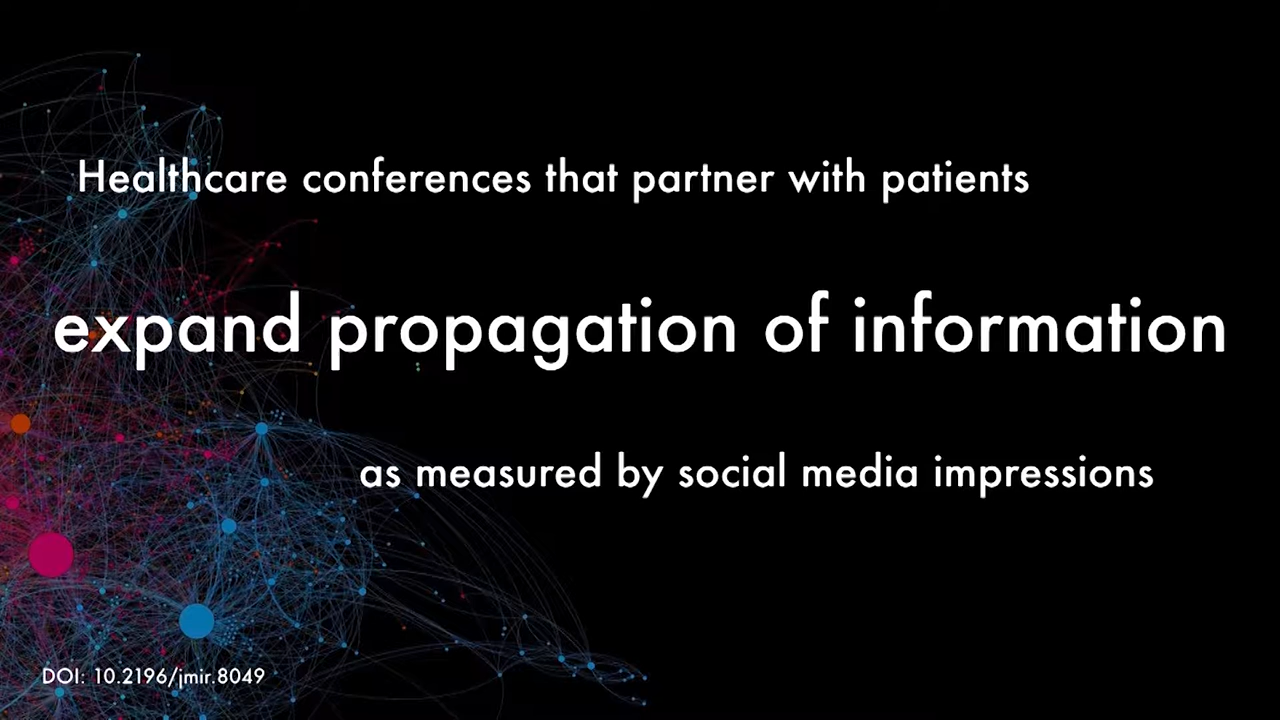 Healthcare conferences that partner with patients
expand propagation of information
as measured by social media impressions
DOI: 10.2196/jmir.8049